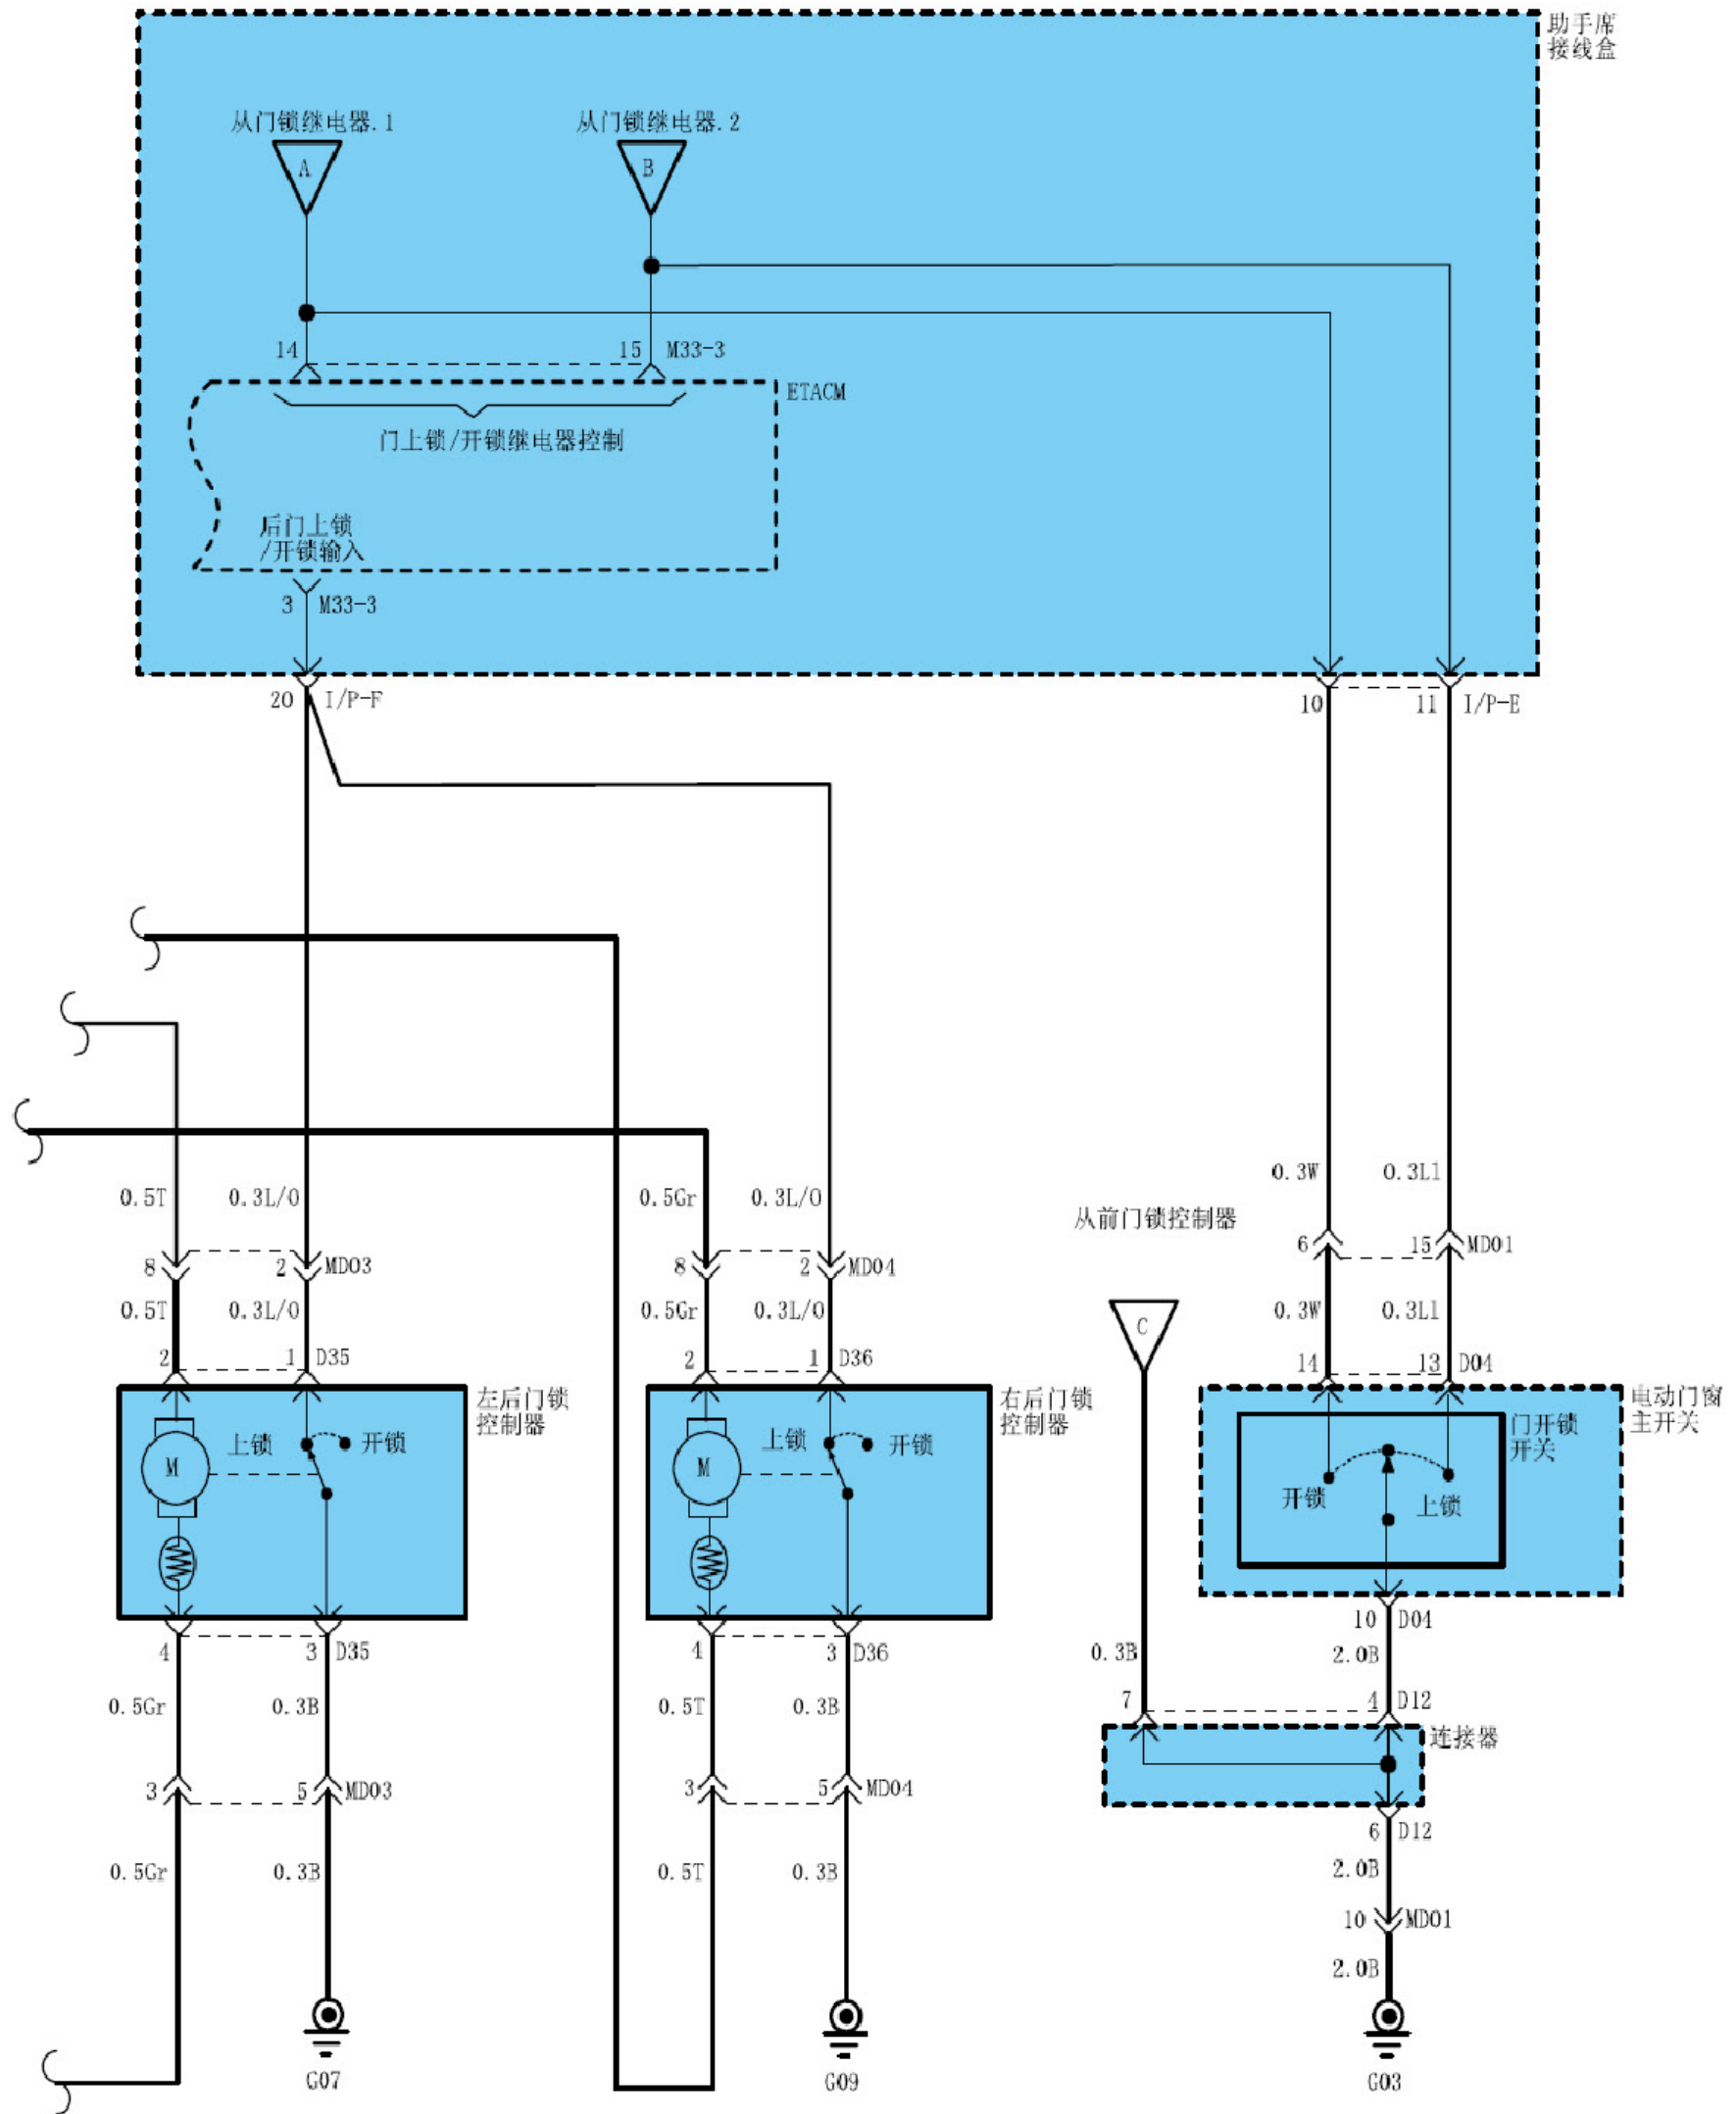 助手席
接线盒
从门锁继电器.1
从门锁继电器.2
A
B
14
15
M33-3
ETACM
门上锁/开锁继电器控制
后门上锁
/开锁输入
3
M33-3
20
I/P-F
10
11
I/P-E
0.5T
0.3L/O
0.5Gr
0.3L/O
0.3W
0.3L1
从前门锁控制器
6
15
MD01
8
2
MD03
8
2
MD04
0.5T
0.3L/O
0.5Gr
0.3L/O
0.3W
0.3L1
C
2
1
D35
2
1
D36
14
13
D04
左后门锁
控制器
右后门锁
控制器
电动门窗
主开关
M
上锁
开锁
M
上锁
开锁
门开锁
开关
开锁
上锁
4
3
D35
4
3
D36
10
D04
0.3B
2.0B
0.5Gr
0.3B
0.5T
0.3B
7
4
D12
连接器
3
5
MD03
3
5
MD04
6
D12
0.5Gr
0.3B
0.5T
0.3B
2.0B
10
MD01
2.0B
G07
G09
G03